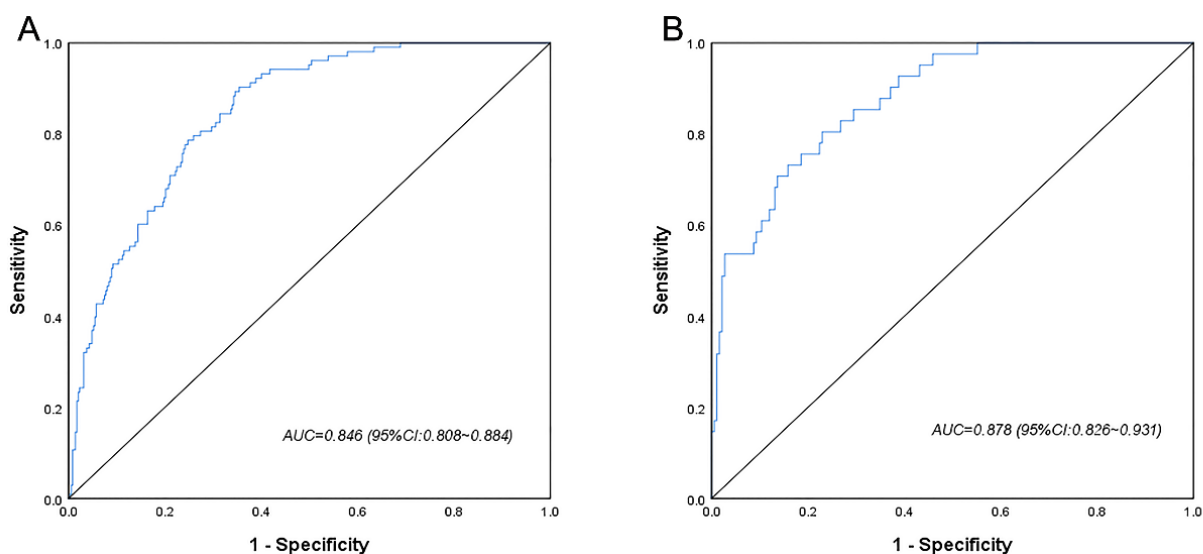 A
1.0
0.8
0.6
0.4
0.2
0.0
Sensitivity
AUC=0.846 (95%CI:0.808~0.884)
0.0 0.2 0.4 0.6 0.8 1.0
1 - Specificity
B
1.0
0.8
0.6
0.4
0.2
0.0
Sensitivity
AUC=0.878 (95%CI:0.826~0.931)
0.0 0.2 0.4 0.6 0.8 1.0
1 - Specificity